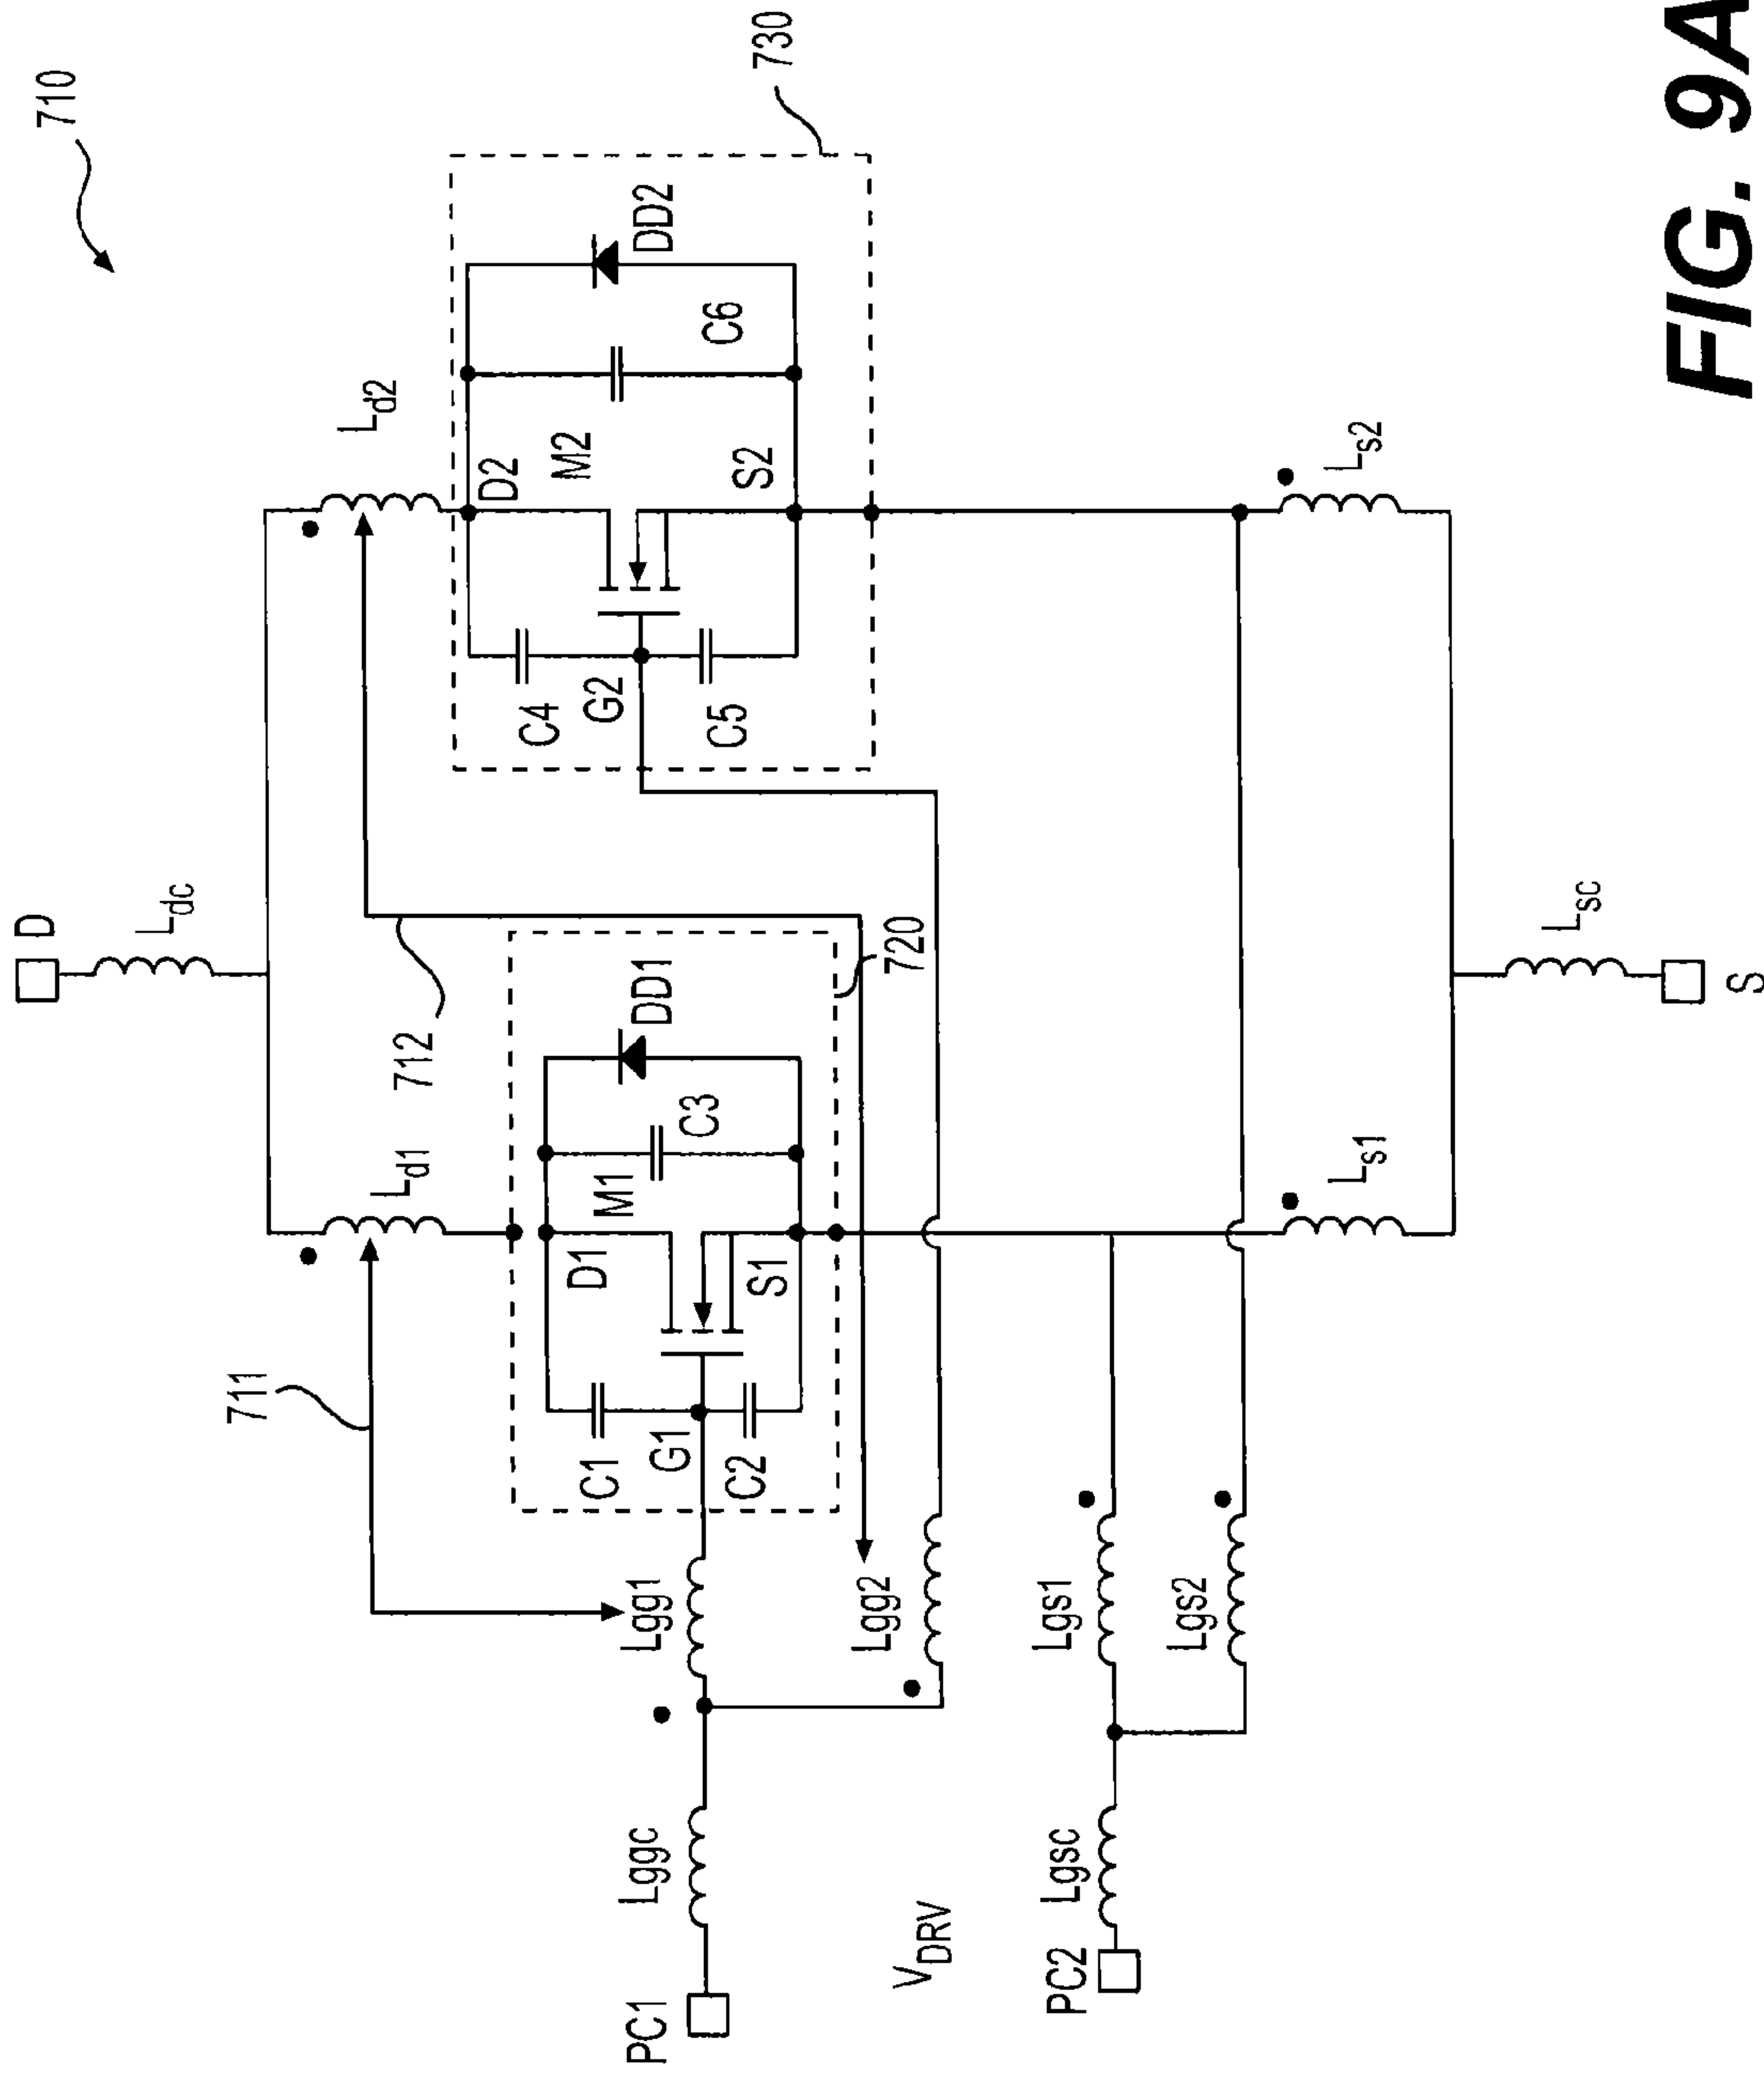 710
D
Ldc
Ld1
Ld2
711
712
730
D1
M1
C1
G1
C2
S1
C3
DD1
720
D2
M2
C4
G2
C5
S2
C6
DD2
PC1
Lggc
Lgg1
Lgg2
VDRV
PC2
Lgsc
Lgs1
Lgs2
Ls1
Ls2
Lsc
S
FIG. 9A